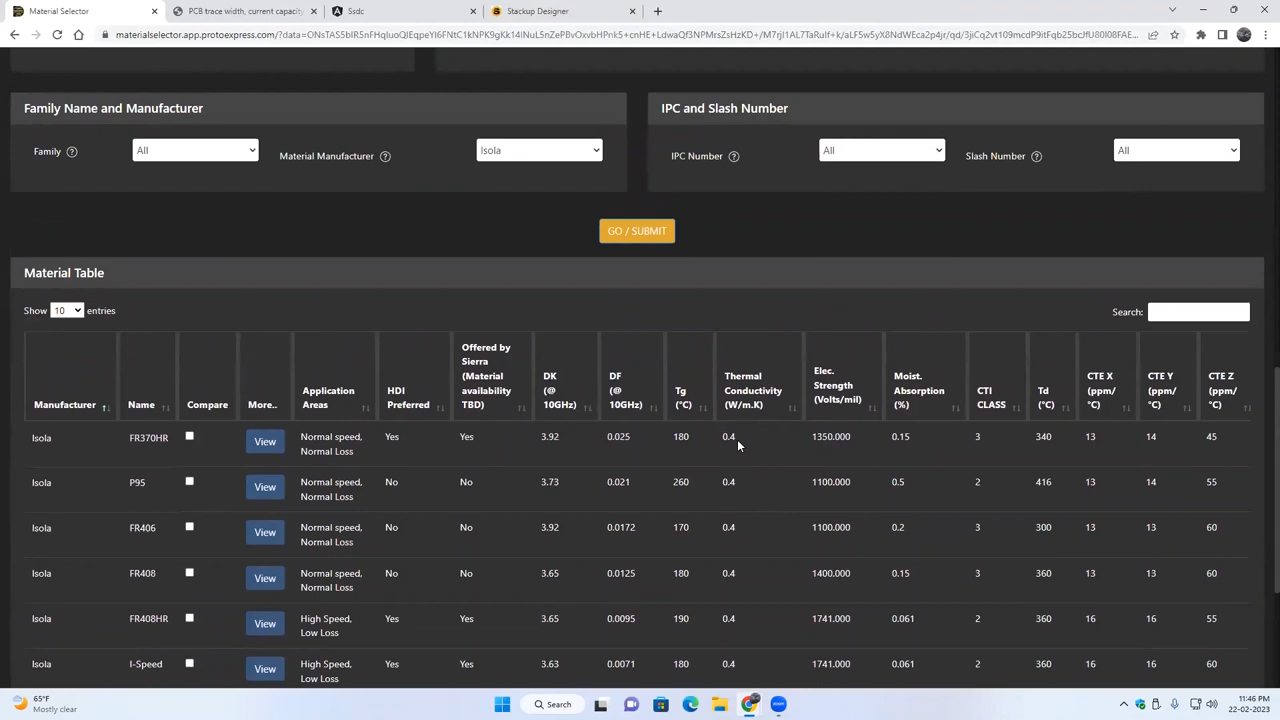 Material Selector
PCB trace width, current capacity
Ssdc
Stackup Designer
Family Name and Manufacturer
IPC and Slash Number
Family
All
Material Manufacturer
Isola
IPC Number
All
Slash Number
All
GO / SUBMIT
Material Table
Show 10 entries
Search:
Manufacturer Name Compare More.. Application Areas HDI Preferred Offered by Sierra (Material availability TBD) DK (@ 10GHz) DF (@ 10GHz) Tg (°C) Thermal Conductivity (W/m.K) Elec. Strength (Volts/mil) Moist. Absorption (%) CTI CLASS Td (°C) CTE X (ppm/ °C) CTE Y (ppm/ °C) CTE Z (ppm/ °C)
Isola FR370HR View Normal speed, Normal Loss Yes Yes 3.92 0.025 180 0.4 1350.000 0.15 3 340 13 14 45
Isola P95 View Normal speed, Normal Loss No No 3.73 0.021 260 0.4 1100.000 0.5 2 416 13 14 55
Isola FR406 View Normal speed, Normal Loss No No 3.92 0.0172 170 0.4 1100.000 0.2 3 300 13 13 60
Isola FR408 View Normal speed, Normal Loss No No 3.65 0.0125 180 0.4 1400.000 0.15 3 360 13 13 60
Isola FR408HR View High Speed, Low Loss Yes Yes 3.65 0.0095 190 0.4 1741.000 0.061 2 360 16 16 55
Isola I-Speed View High Speed, Low Loss Yes Yes 3.63 0.0071 180 0.4 1741.000 0.061 2 360 16 16 60
65°F
Mostly clear
Search
11:46 PM
22-02-2023